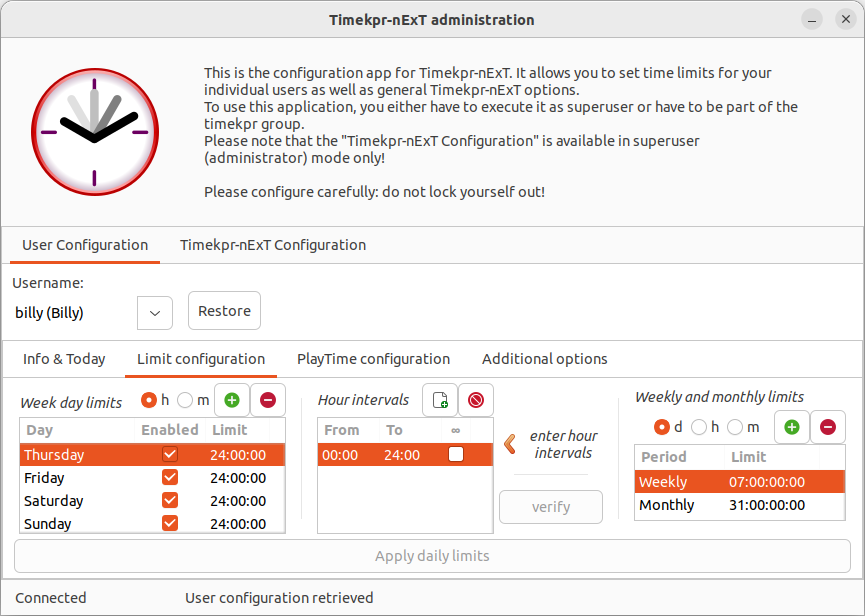 Timekpr-nExT administration
This is the configuration app for Timekpr-nExT. It allows you to set time limits for your
individual users as well as general Timekpr-nExT options.
To use this application, you either have to execute it as superuser or have to be part of the
timekpr group.
Please note that the "Timekpr-nExT Configuration" is available in superuser
(administrator) mode only!
Please configure carefully: do not lock yourself out!
User Configuration Timekpr-nExT Configuration
Username:
billy (Billy) Restore
Info & Today Limit configuration PlayTime configuration Additional options
Week day limits h m
Day Enabled Limit
Thursday 24:00:00
Friday 24:00:00
Saturday 24:00:00
Sunday 24:00:00
Hour intervals
From To ∞
00:00 24:00
enter hour
intervals
verify
Weekly and monthly limits
d h m
Period Limit
Weekly 07:00:00:00
Monthly 31:00:00:00
Apply daily limits
Connected User configuration retrieved